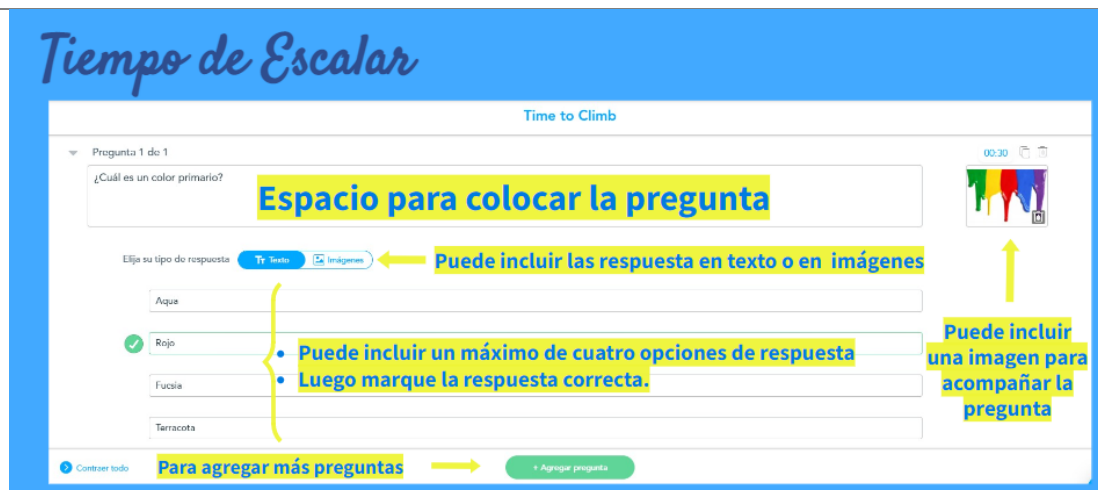 Tiempo de Escalar
Time to Climb
Pregunta 1 de 1
00:30
¿Cuál es un color primario?
Espacio para colocar la pregunta
Elija su tipo de respuesta
Tт Texto
Imágenes
Puede incluir las respuesta en texto o en imágenes
Aqua
Rojo
Fucsia
Terracota
Puede incluir un máximo de cuatro opciones de respuesta
Luego marque la respuesta correcta.
Puede incluir
una imagen para
acompañar la
pregunta
Contraer todo
Para agregar más preguntas
+ Agregar pregunta